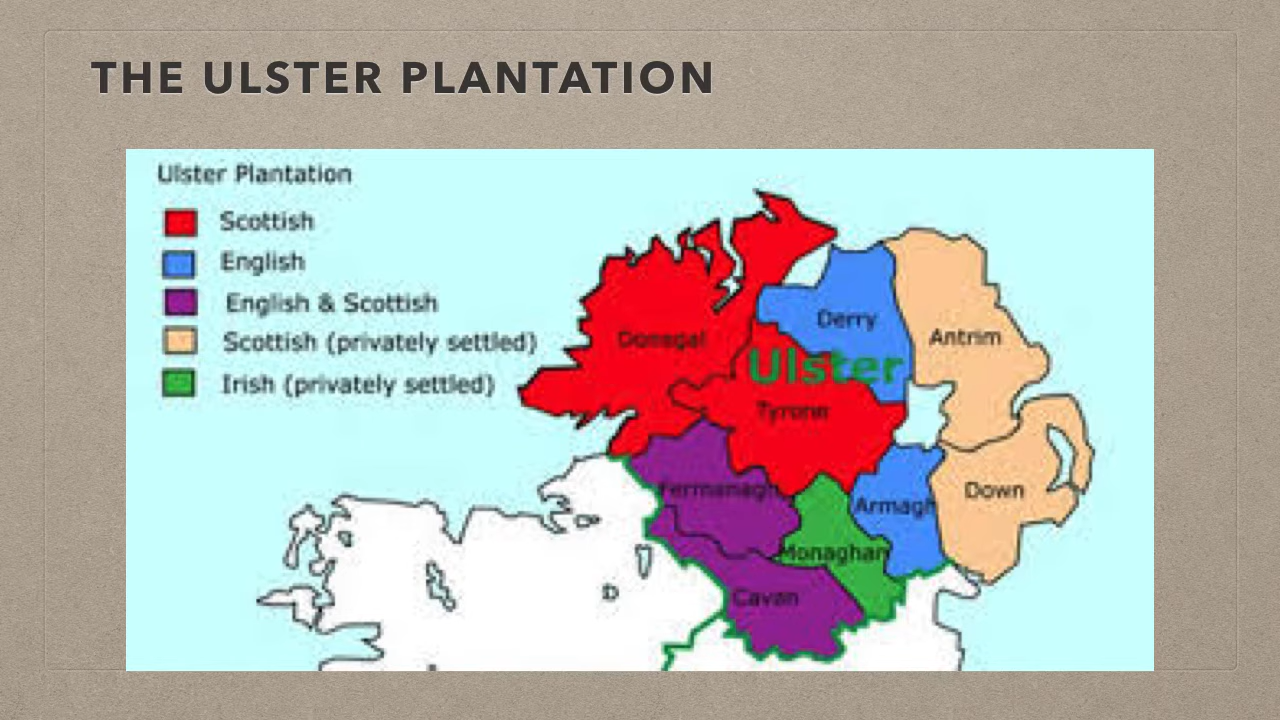 THE ULSTER PLANTATION
Ulster Plantation
Scottish
English
English & Scottish
Scottish (privately settled)
Irish (privately settled)
Derry
Donegal
Antrim
Ulster
Tyrone
Fermanagh
Armagh
Down
Monaghan
Cavan